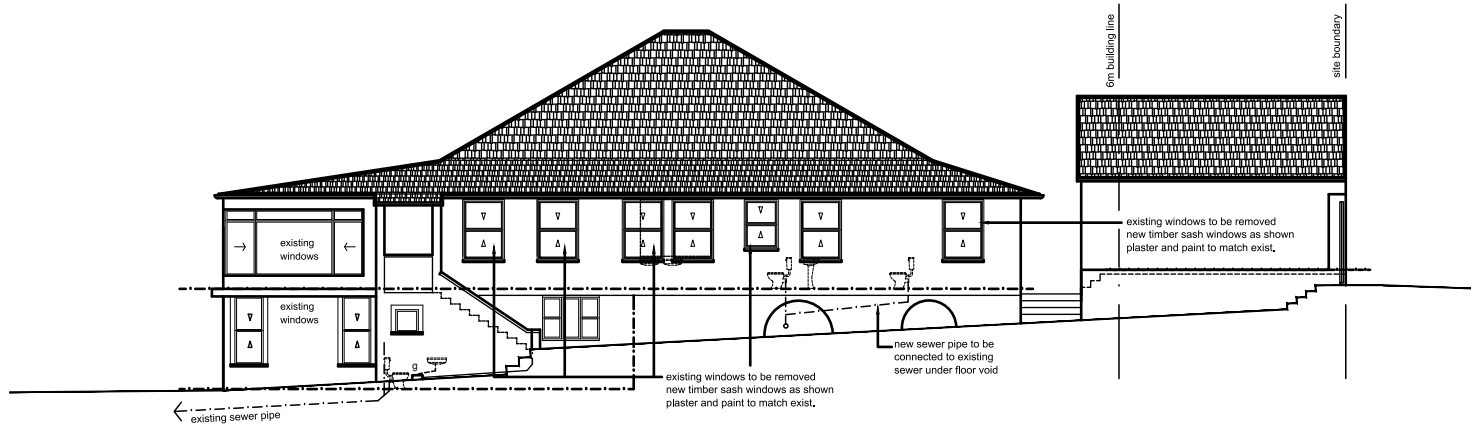 6m building line
site boundary
existing
windows
existing
windows
g
existing windows to be removed
new timber sash windows as shown
plaster and paint to match exist.
new sewer pipe to be
connected to existing
sewer under floor void
existing windows to be removed
new timber sash windows as shown
plaster and paint to match exist.
existing sewer pipe